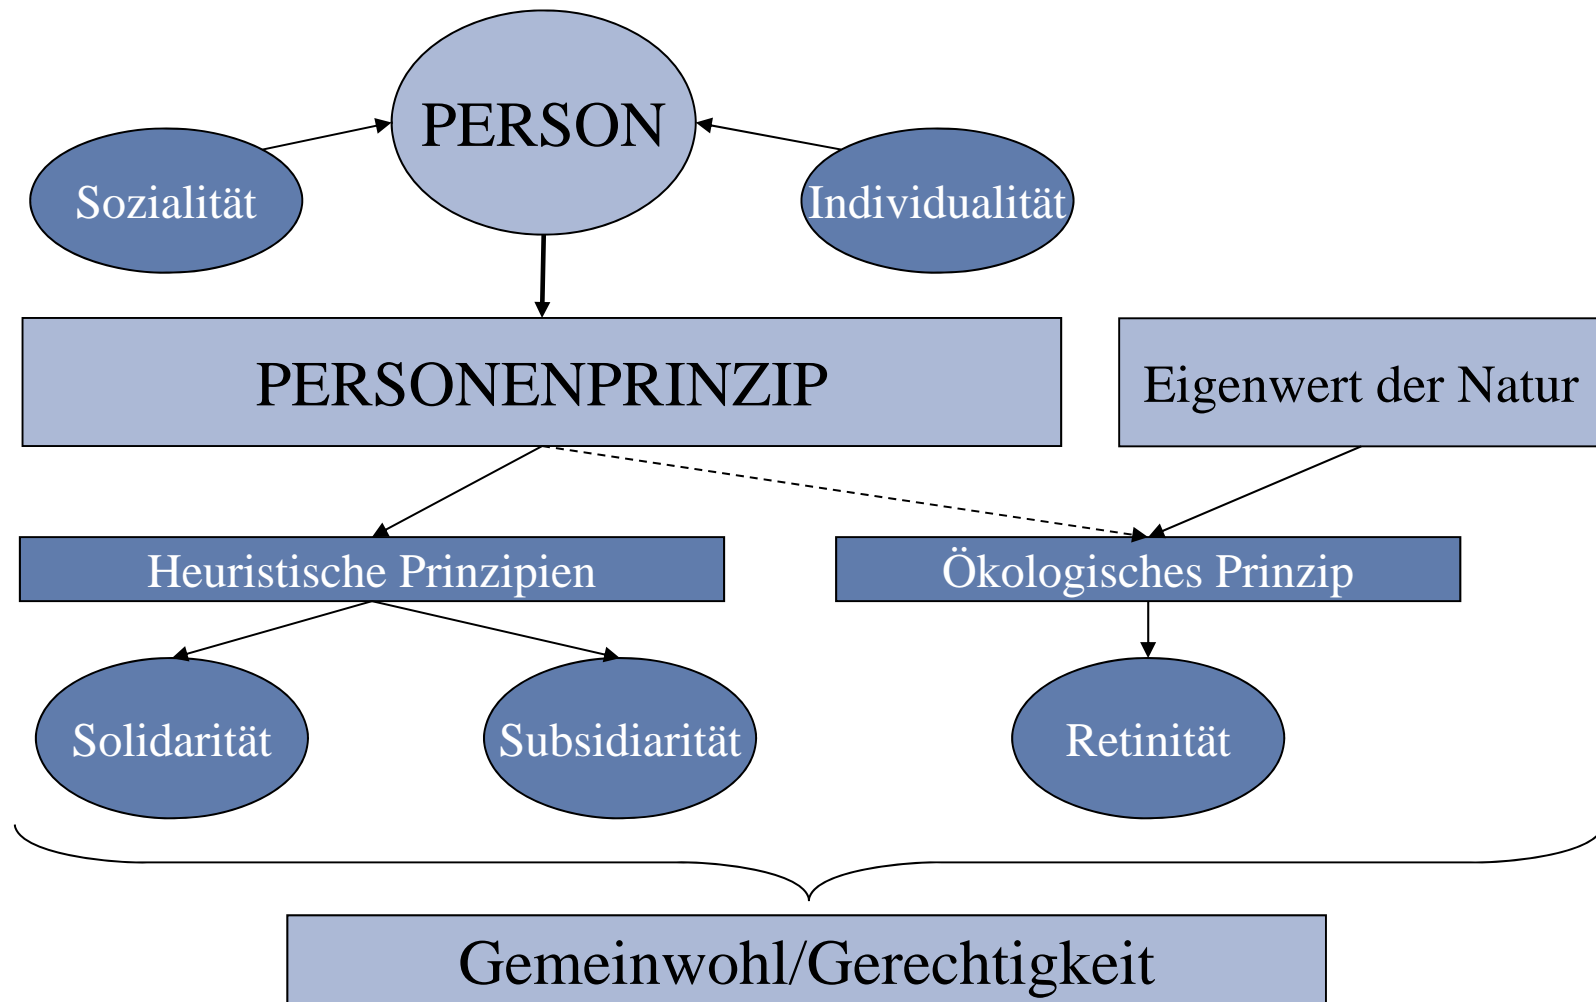 PERSON
Sozialität
Individualität
PERSONENPRINZIP
Eigenwert der Natur
Heuristische Prinzipien
Ökologisches Prinzip
Solidarität
Subsidiarität
Retinität
Gemeinwohl/Gerechtigkeit